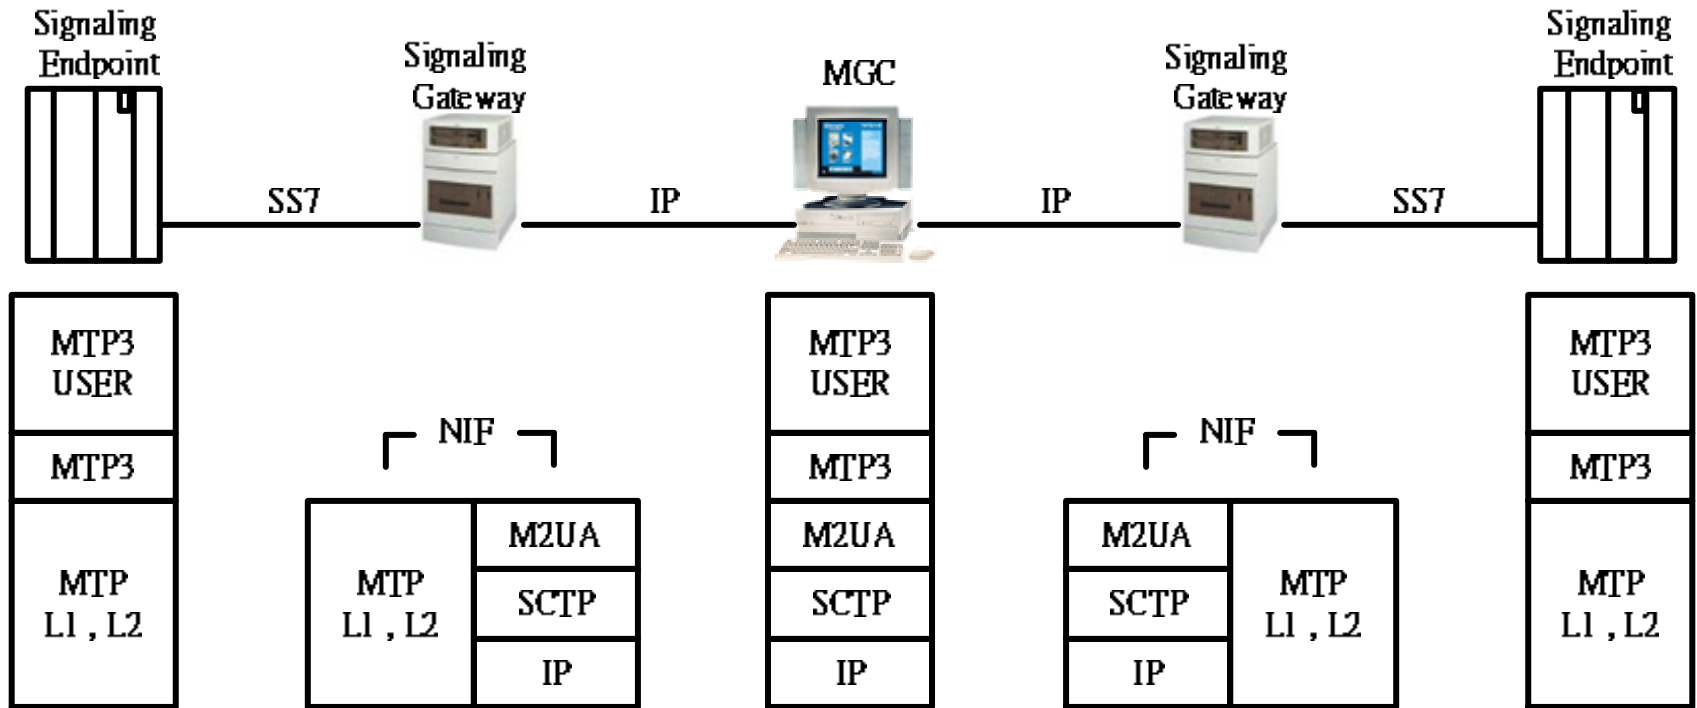 Signaling
Endpoint
Signaling
Gateway
MGC
Signaling
Gateway
Signaling
Endpoint
SS7
IP
IP
SS7
MTP3
USER
MTP3
MTP
L1 , L2
NIF
MTP
L1 , L2
M2UA
SCTP
IP
MTP3
USER
MTP3
M2UA
SCTP
IP
NIF
M2UA
SCTP
IP
MTP
L1 , L2
MTP3
USER
MTP3
MTP
L1 , L2